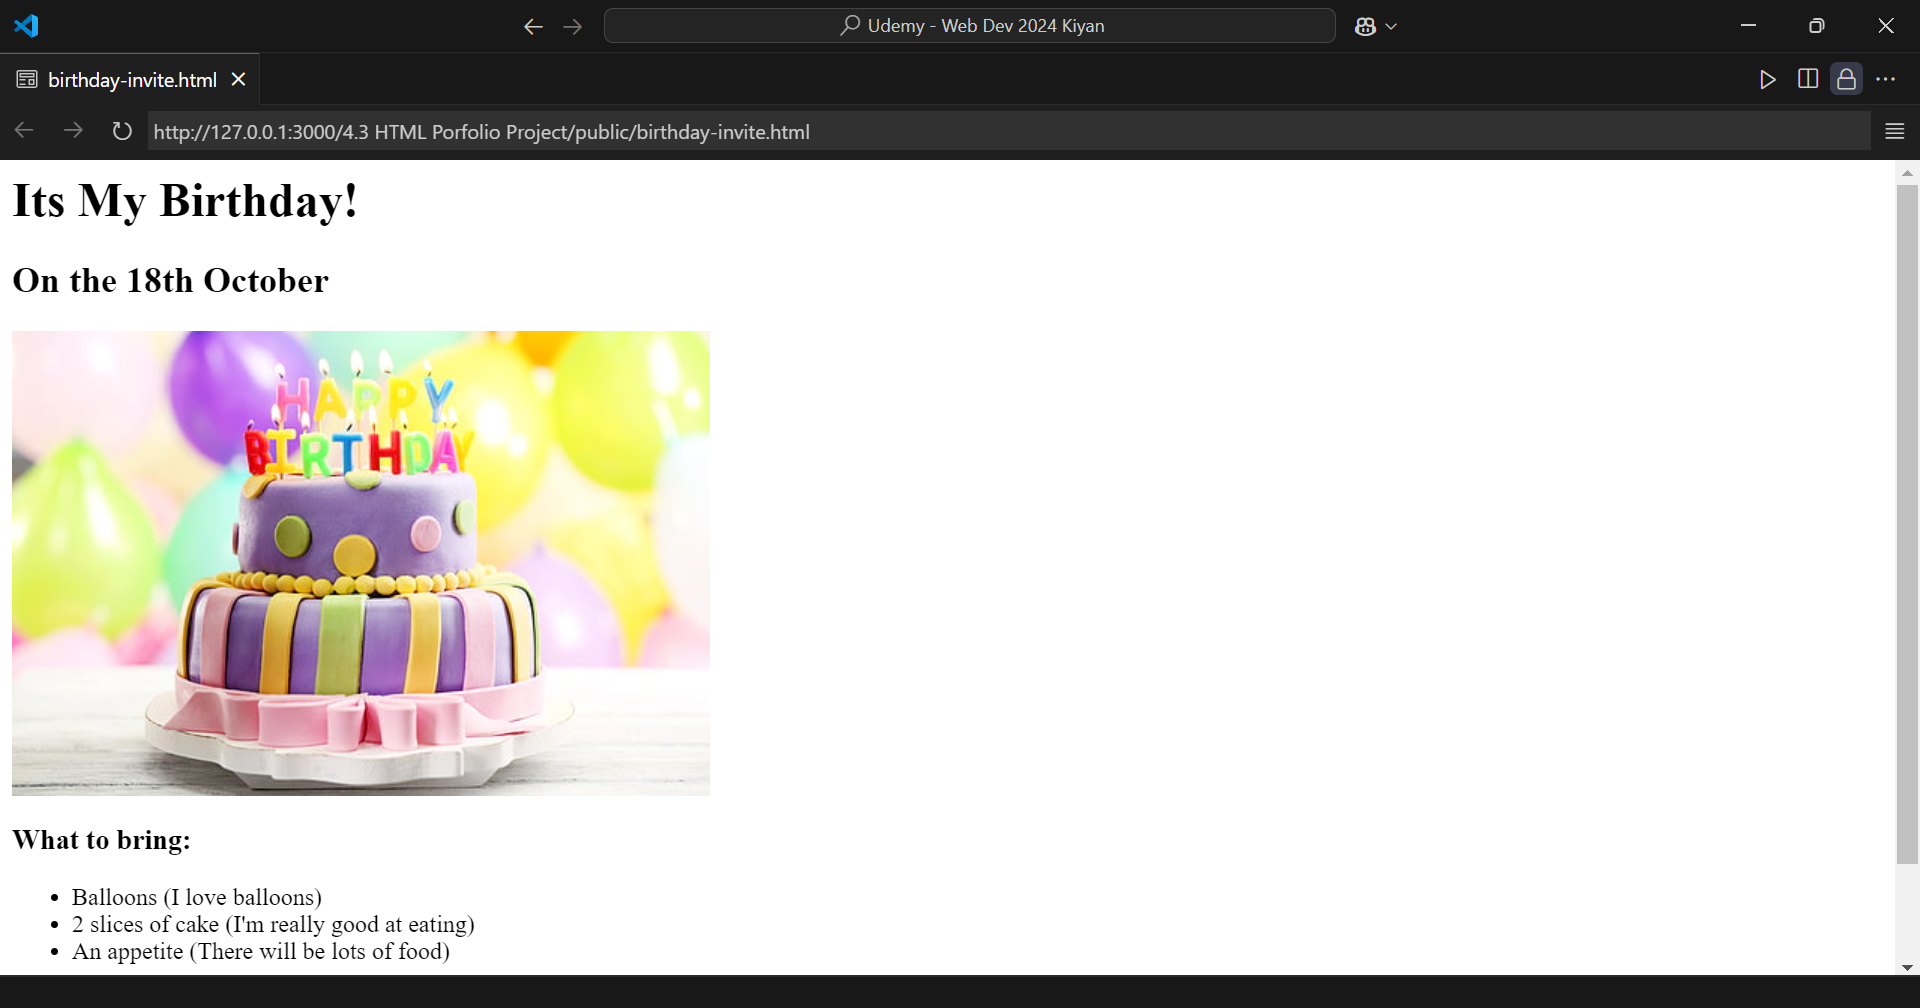 Udemy - Web Dev 2024 Kiyan
birthday-invite.html
http://127.0.0.1:3000/4.3 HTML Porfolio Project/public/birthday-invite.html
Its My Birthday!
On the 18th October
HAPPY
BIRTHDAY
What to bring:
• Balloons (I love balloons)
• 2 slices of cake (I'm really good at eating)
• An appetite (There will be lots of food)